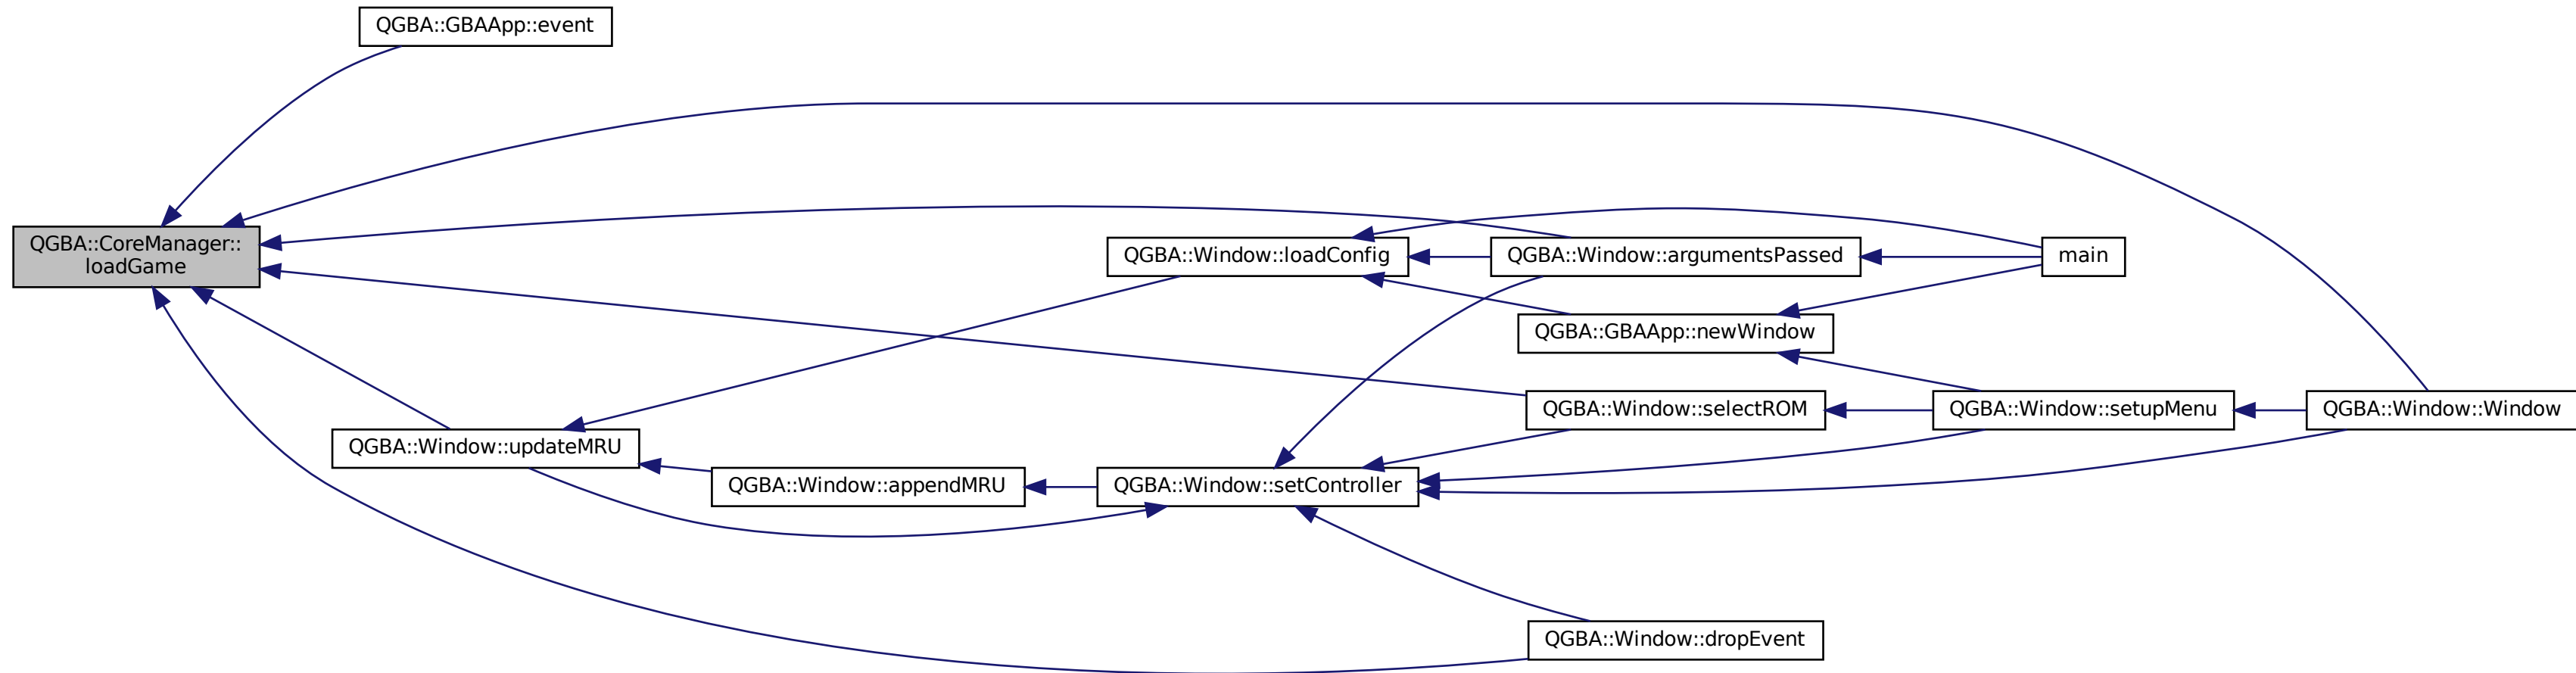 QGBA::GBAApp::event
QGBA::CoreManager::
loadGame
QGBA::Window::loadConfig
QGBA::Window::argumentsPassed
main
QGBA::GBAApp::newWindow
QGBA::Window::selectROM
QGBA::Window::setupMenu
QGBA::Window::Window
QGBA::Window::updateMRU
QGBA::Window::appendMRU
QGBA::Window::setController
QGBA::Window::dropEvent